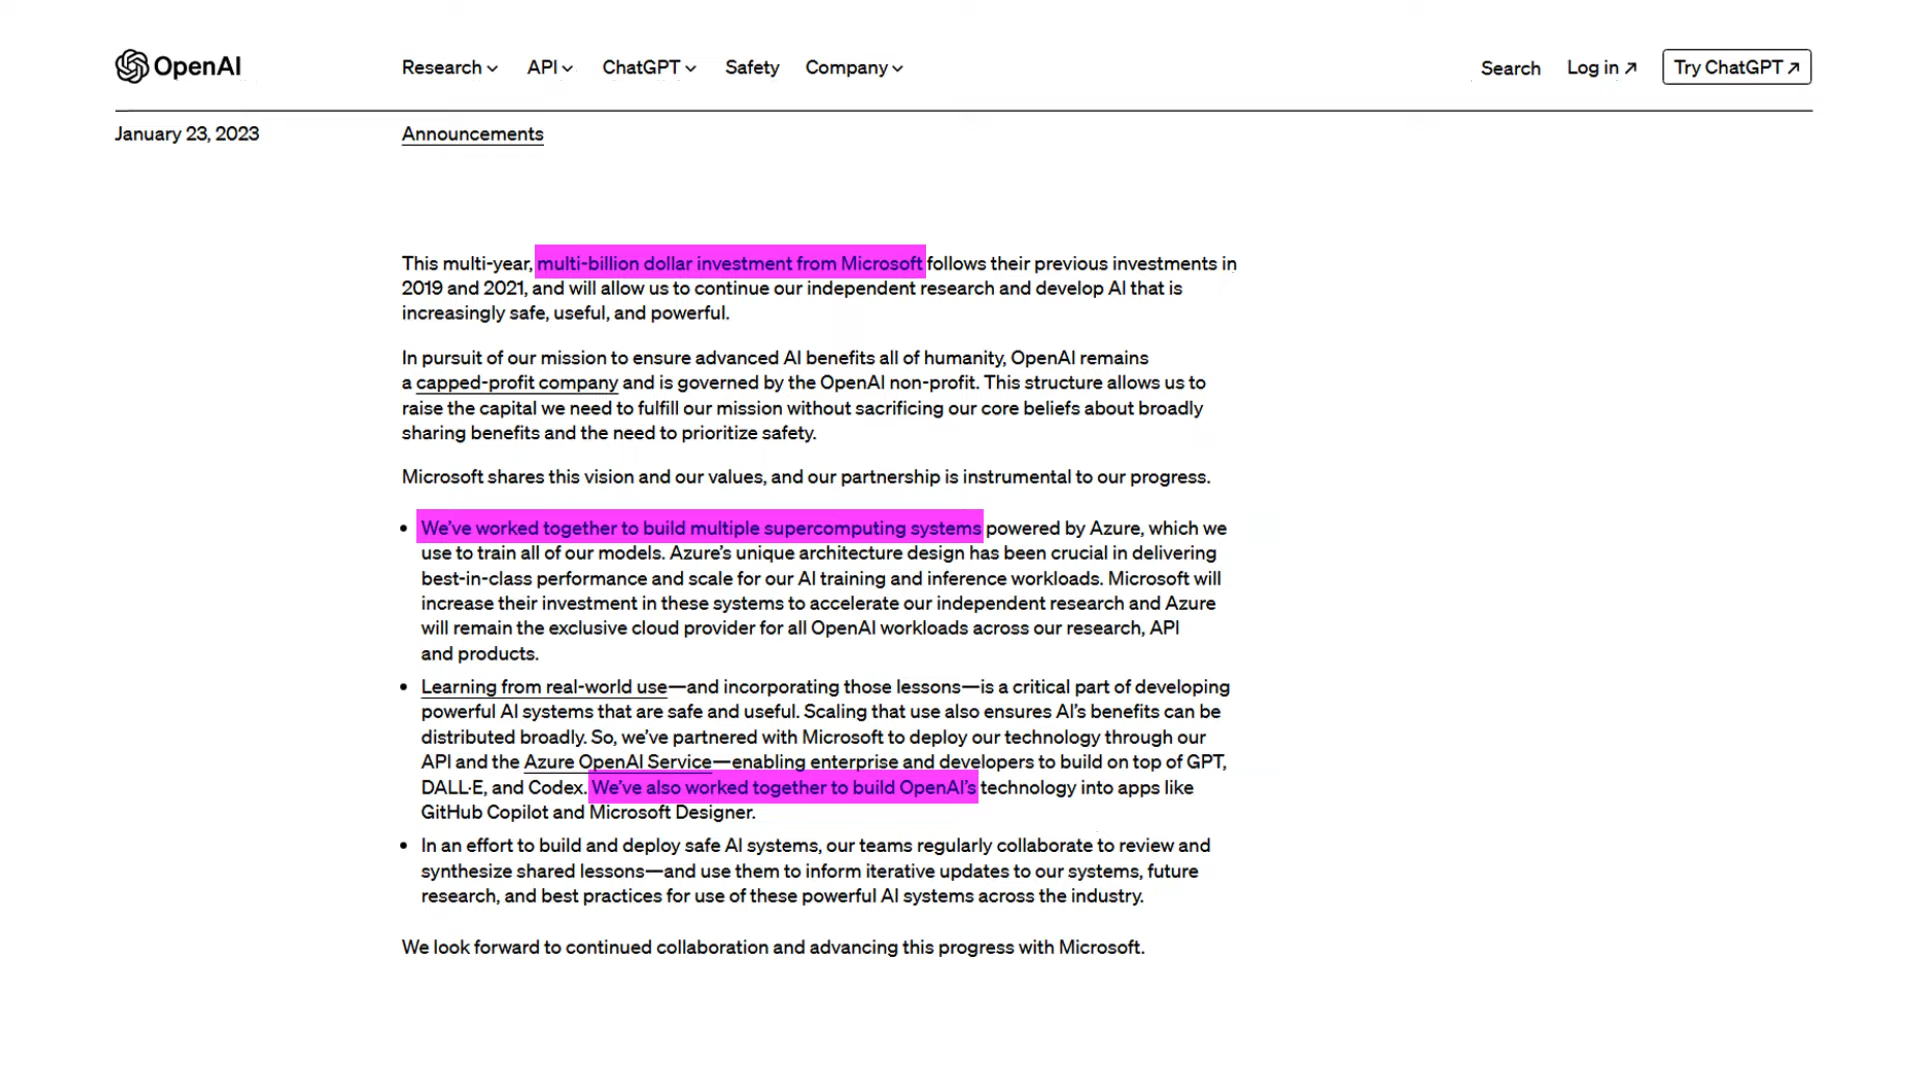 OpenAI
Research API ChatGPT Safety Company Search Log in ↗ Try ChatGPT ↗
January 23, 2023 Announcements
This multi-year, multi-billion dollar investment from Microsoft follows their previous investments in
2019 and 2021, and will allow us to continue our independent research and develop AI that is
increasingly safe, useful, and powerful.
In pursuit of our mission to ensure advanced AI benefits all of humanity, OpenAI remains
a capped-profit company and is governed by the OpenAI non-profit. This structure allows us to
raise the capital we need to fulfill our mission without sacrificing our core beliefs about broadly
sharing benefits and the need to prioritize safety.
Microsoft shares this vision and our values, and our partnership is instrumental to our progress.
• We've worked together to build multiple supercomputing systems powered by Azure, which we
use to train all of our models. Azure's unique architecture design has been crucial in delivering
best-in-class performance and scale for our AI training and inference workloads. Microsoft will
increase their investment in these systems to accelerate our independent research and Azure
will remain the exclusive cloud provider for all OpenAI workloads across our research, API
and products.
• Learning from real-world use—and incorporating those lessons—is a critical part of developing
powerful AI systems that are safe and useful. Scaling that use also ensures AI's benefits can be
distributed broadly. So, we've partnered with Microsoft to deploy our technology through our
API and the Azure OpenAI Service—enabling enterprise and developers to build on top of GPT,
DALL·E, and Codex. We've also worked together to build OpenAI's technology into apps like
GitHub Copilot and Microsoft Designer.
• In an effort to build and deploy safe AI systems, our teams regularly collaborate to review and
synthesize shared lessons—and use them to inform iterative updates to our systems, future
research, and best practices for use of these powerful AI systems across the industry.
We look forward to continued collaboration and advancing this progress with Microsoft.